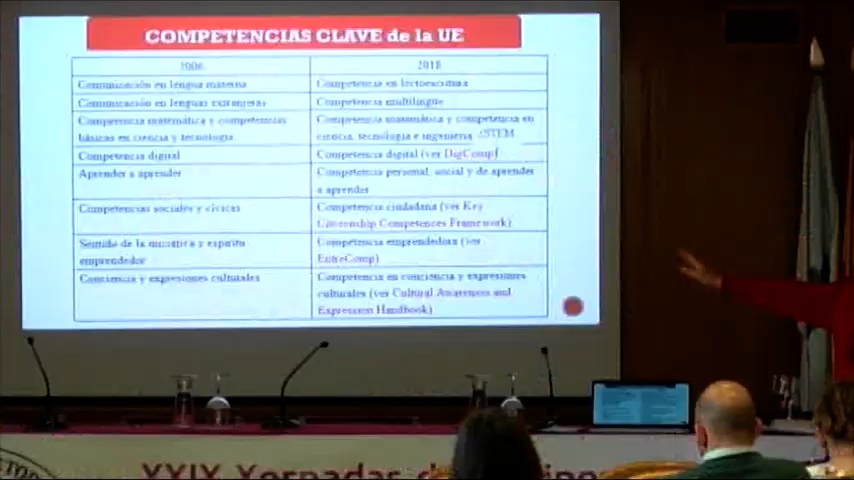 COMPETENCIAS CLAVE de la UE
2006
2018
Comunicación en lengua materna
Competencia en lectoescritura
Comunicación en lenguas extranjeras
Competencia multilingüe
Competencia matemática y competencias
básicas en ciencia y tecnología
Competencia matemática y competencia en
ciencia, tecnología e ingeniería STEM
Competencia digital
Competencia digital (ver DigComp)
Aprender a aprender
Competencia personal, social y de aprender
a aprender
Competencias sociales y cívicas
Competencia ciudadana (ver Key
Citizenship Competences Framework)
Sentido de la iniciativa y espíritu
emprendedor
Competencia emprendedora (ver
EntreComp)
Conciencia y expresiones culturales
Competencia en conciencia y expresiones
culturales (ver Cultural Awareness and
Expression Handbook)
XXIX Xornadas